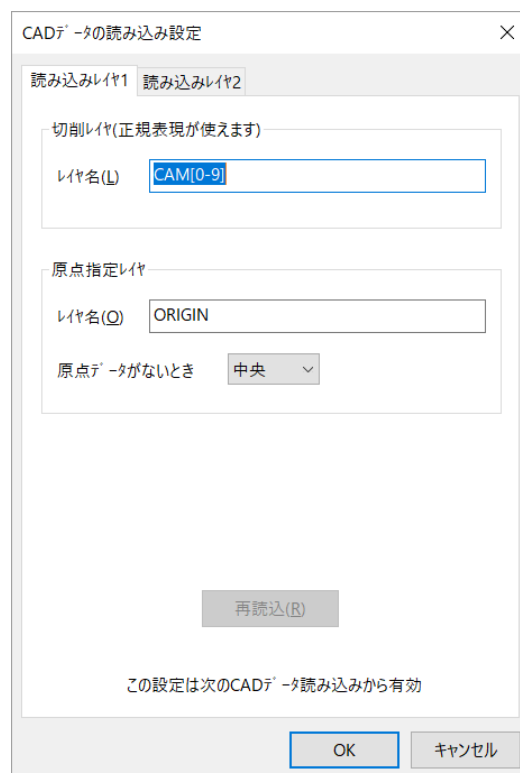 CADﾃﾞｰﾀの読み込み設定
読み込みﾚｲﾔ1 読み込みﾚｲﾔ2
切削ﾚｲﾔ(正規表現が使えます)
ﾚｲﾔ名(L) CAM[0-9]
原点指定ﾚｲﾔ
ﾚｲﾔ名(O) ORIGIN
原点ﾃﾞｰﾀがないとき 中央
再読込(R)
この設定は次のCADﾃﾞｰﾀ読み込みから有効
OK ｷｬﾝｾﾙ